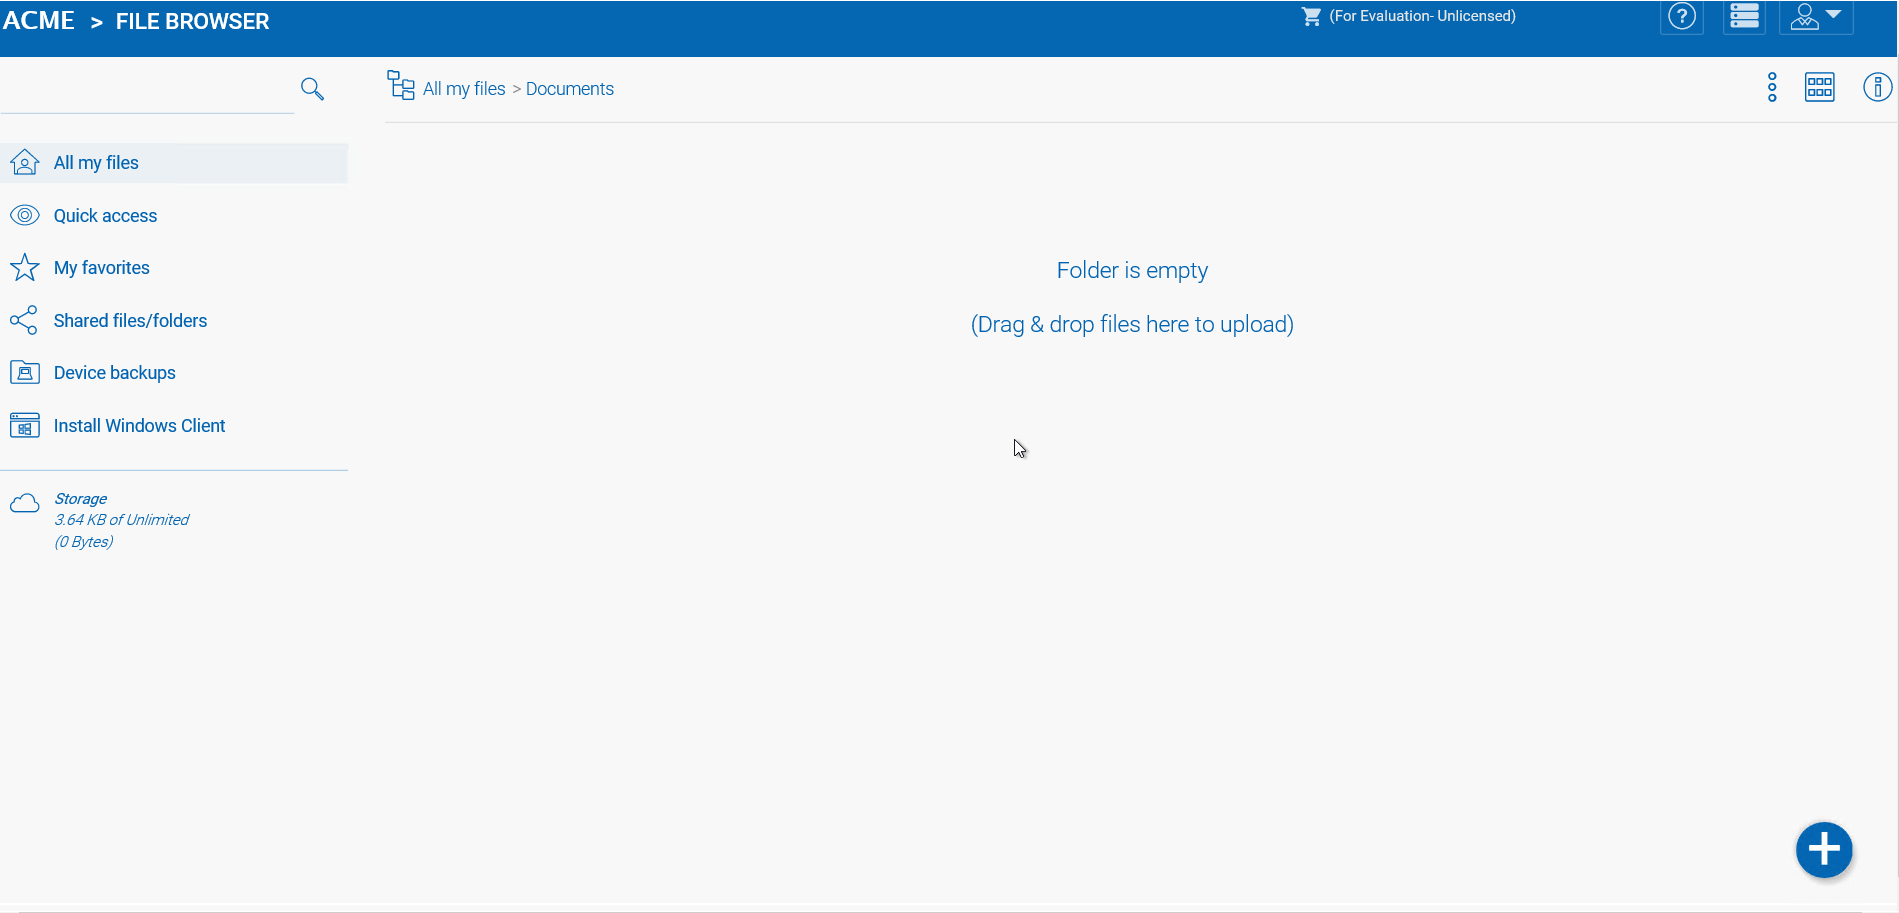 ACME > FILE BROWSER
(For Evaluation- Unlicensed)
All my files > Documents
All my files
Quick access
My favorites
Shared files/folders
Device backups
Install Windows Client
Storage
3.64 KB of Unlimited
(0 Bytes)
Folder is empty
(Drag & drop files here to upload)